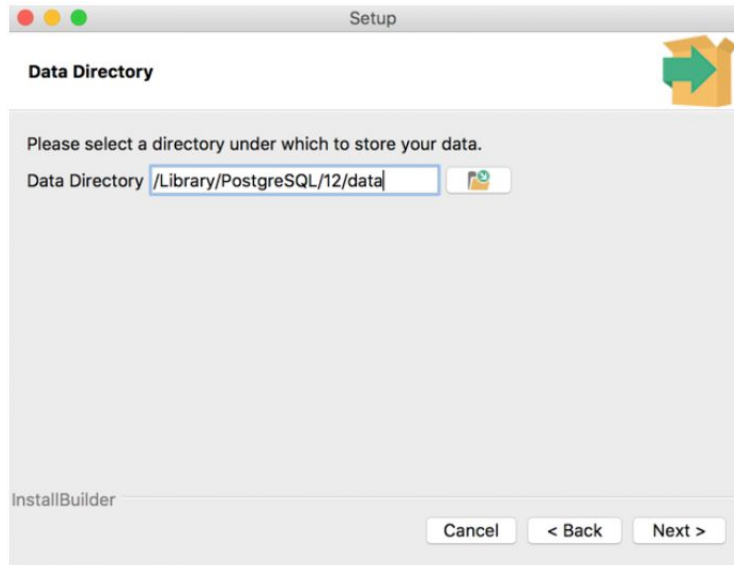 Setup
Data Directory
Please select a directory under which to store your data.
Data Directory /Library/PostgreSQL/12/data
InstallBuilder
Cancel < Back Next >